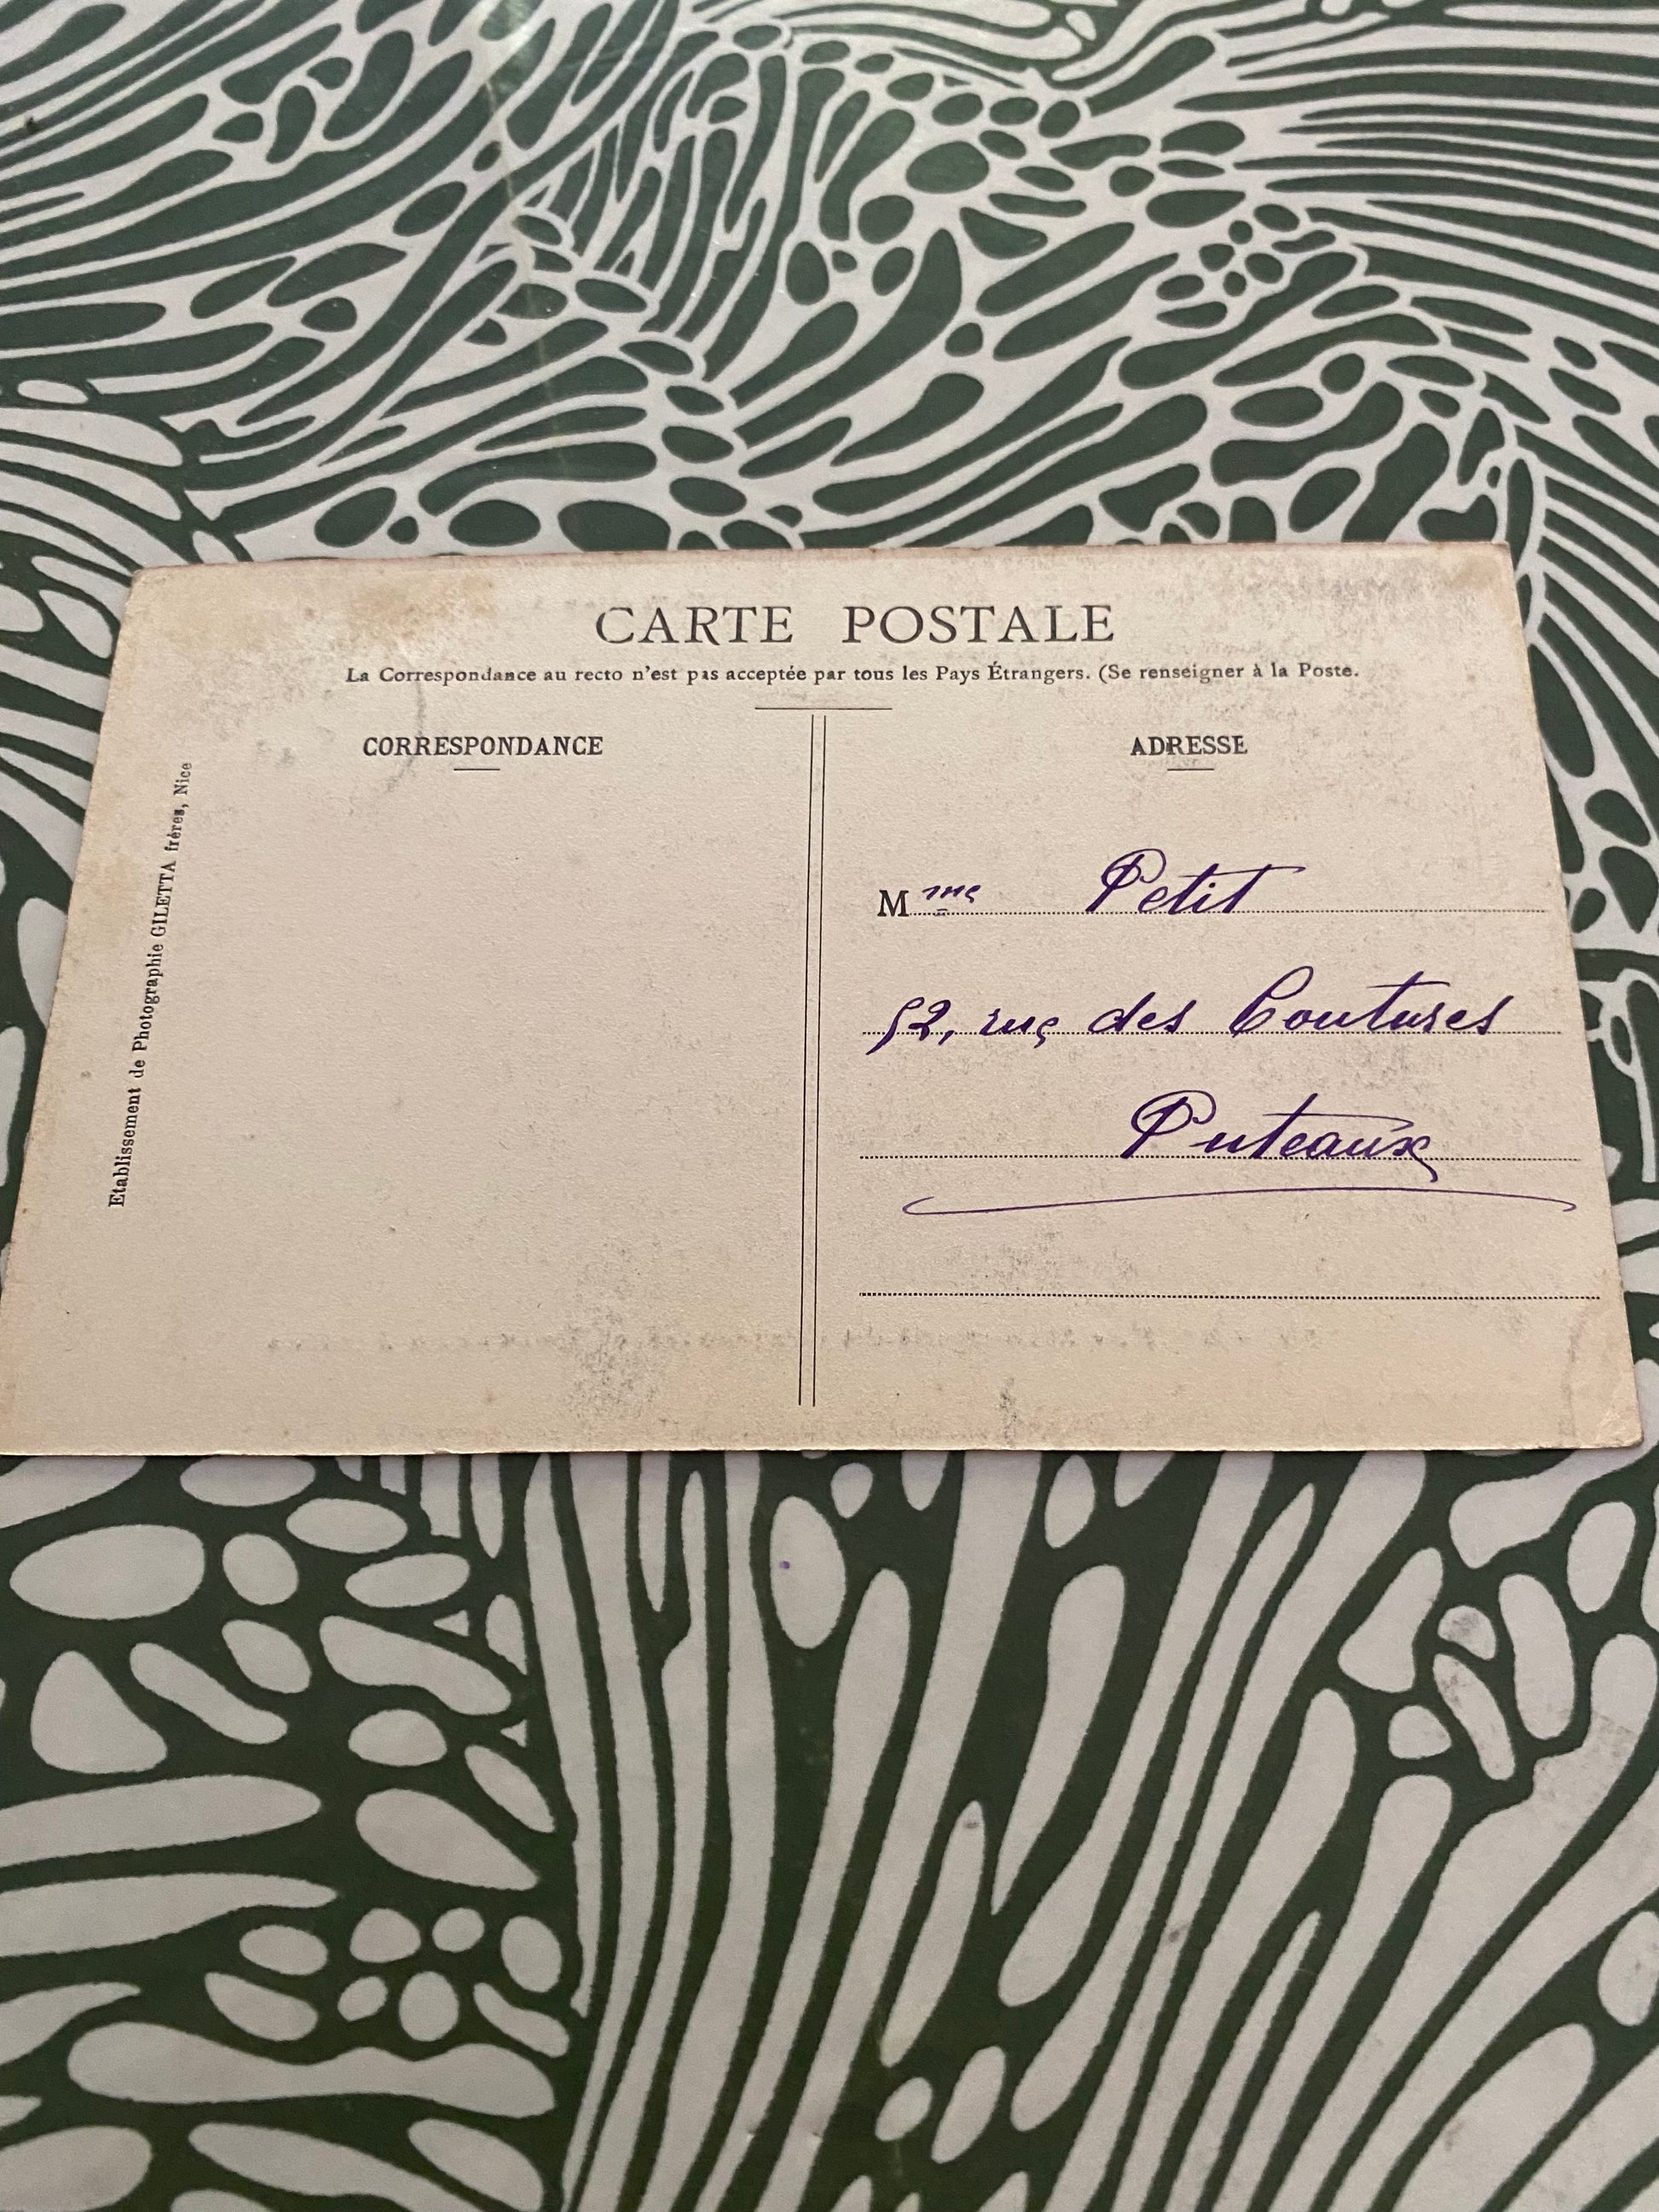 CARTE POSTALE
La Correspondance au recto n'est pas acceptée par tous les Pays Étrangers. (Se renseigner à la Poste.
CORRESPONDANCE
Etablissement de Photographie GILETTA frères, Nice
ADRESSE
Mme Petit
52, rue des Coutures
Puteaux